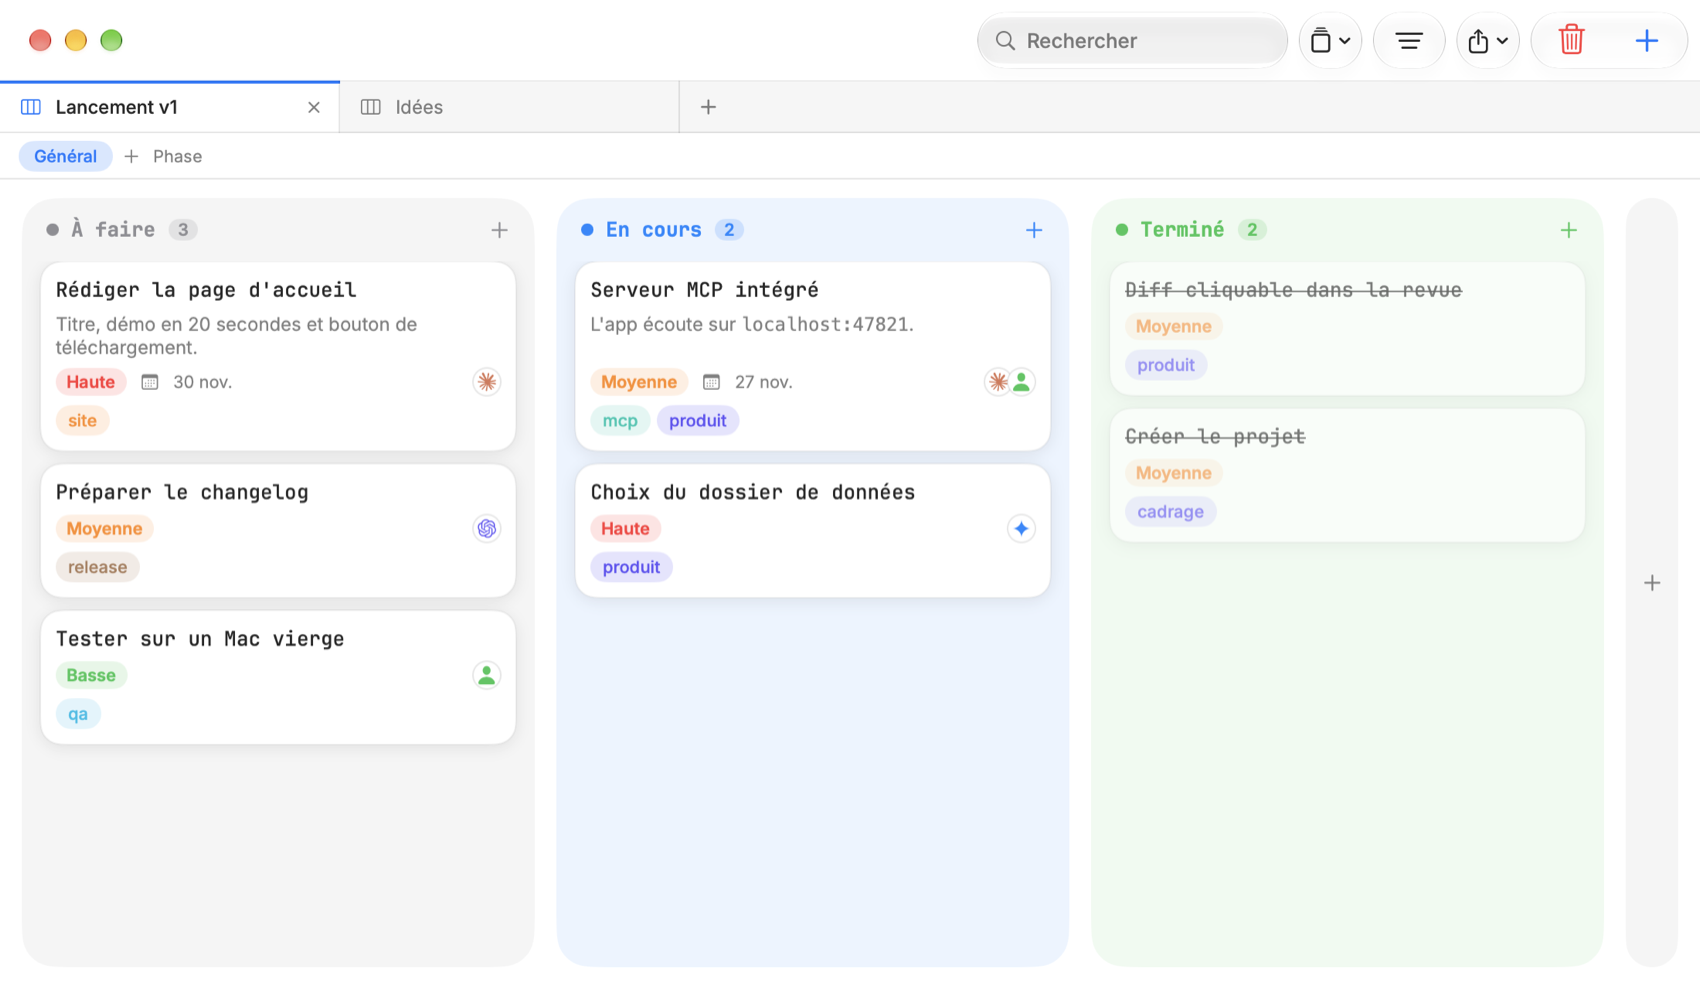 Rechercher
Lancement v1
Idées
Général
Phase
À faire 3
Rédiger la page d'accueil
Titre, démo en 20 secondes et bouton de
téléchargement.
Haute 30 nov.
site
Préparer le changelog
Moyenne
release
Tester sur un Mac vierge
Basse
qa
En cours 2
Serveur MCP intégré
L'app écoute sur localhost:47821.
Moyenne 27 nov.
mcp produit
Choix du dossier de données
Haute
produit
Terminé 2
Diff cliquable dans la revue
Moyenne
produit
Créer le projet
Moyenne
cadrage